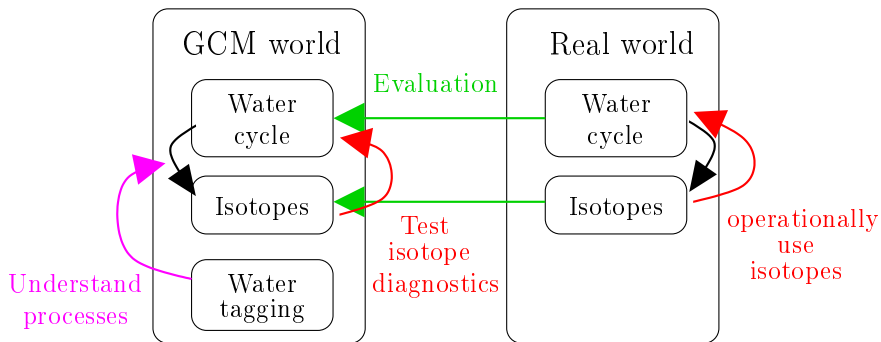 GCM world
Real world
Evaluation
Water
cycle
Water
cycle
Isotopes
Isotopes
Test
isotope
diagnostics
operationally
use
isotopes
Understand
processes
Water
tagging